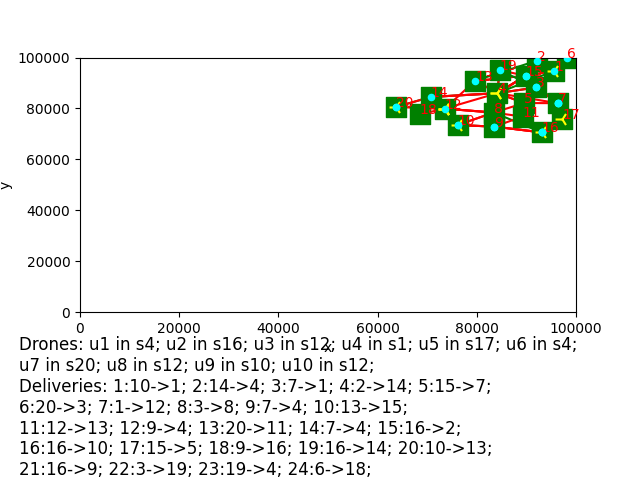 100000
80000
60000
40000
20000
0
y
0 20000 40000 60000 80000 100000
x
2
6
17
Drones: u1 in s4; u2 in s16; u3 in s12; u4 in s1; u5 in s17; u6 in s4;
u7 in s20; u8 in s12; u9 in s10; u10 in s12;
Deliveries: 1:10->1; 2:14->4; 3:7->1; 4:2->14; 5:15->7;
6:20->3; 7:1->12; 8:3->8; 9:7->4; 10:13->15;
11:12->13; 12:9->4; 13:20->11; 14:7->4; 15:16->2;
16:16->10; 17:15->5; 18:9->16; 19:16->14; 20:10->13;
21:16->9; 22:3->19; 23:19->4; 24:6->18;